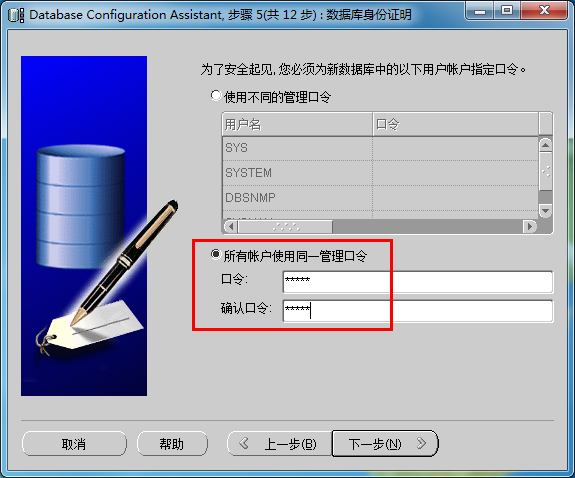 Database Configuration Assistant, 步骤 5(共 12 步) : 数据库身份证明
为了安全起见, 您必须为新数据库中的以下用户帐户指定口令。
使用不同的管理口令
用户名 口令
SYS
SYSTEM
DBSNMP
所有帐户使用同一管理口令
口令: *****
确认口令: *****
取消 帮助 上一步(B) 下一步(N)